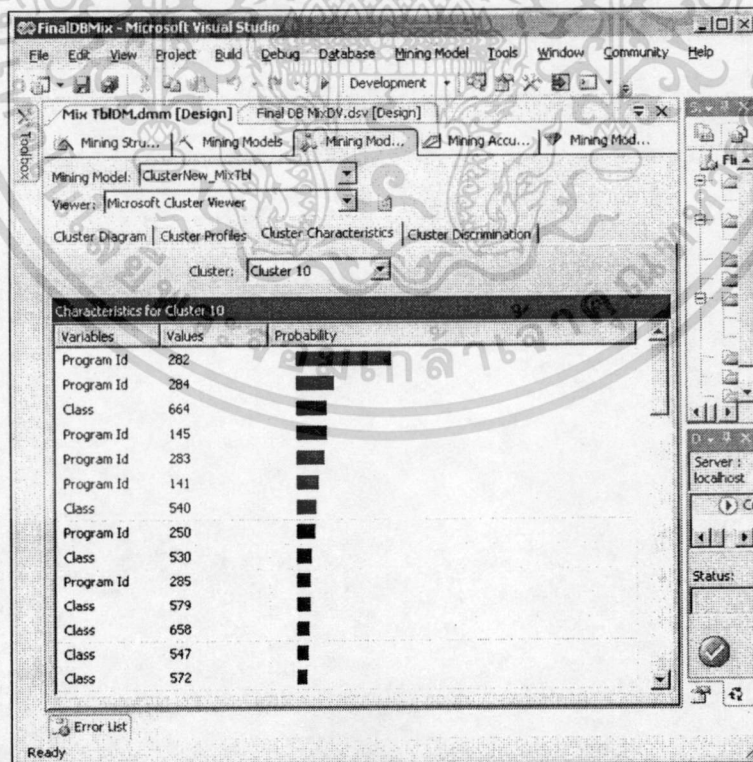 FinalDBMix - Microsoft Visual Studio
File Edit View Project Build Debug Database Mining Model Tools Window Community Help
Development
Mix TblDM.dmm [Design] Final DB MixDV.dsv [Design]
Toolbox
Mining Stru... Mining Models Mining Mod... Mining Accu... Mining Mod...
Mining Model: ClusterNew_MixTbl
Viewer: Microsoft Cluster Viewer
Cluster Diagram Cluster Profiles Cluster Characteristics Cluster Discrimination
Cluster: Cluster 10
Characteristics for Cluster 10
Variables Values Probability
Program Id 282
Program Id 284
Class 664
Program Id 145
Program Id 283
Program Id 141
Class 540
Program Id 250
Class 530
Program Id 285
Class 579
Class 658
Class 547
Class 572
Server :
localhost
Status:
Error List
Ready